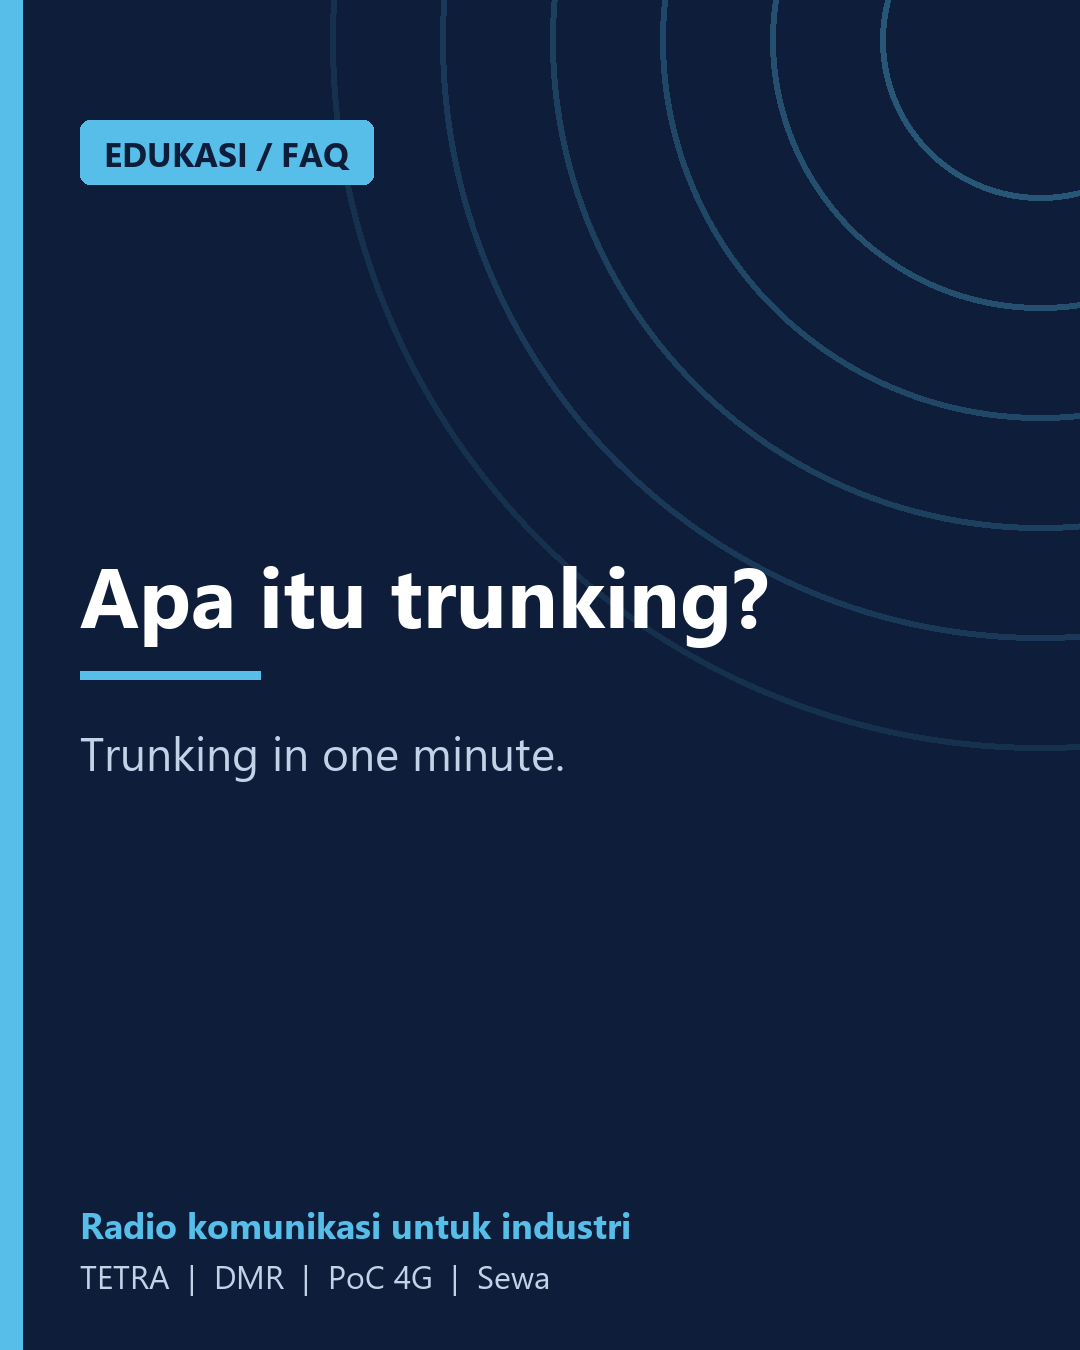 EDUKASI / FAQ
Apa itu trunking?
Trunking in one minute.
Radio komunikasi untuk industri
TETRA | DMR | PoC 4G | Sewa